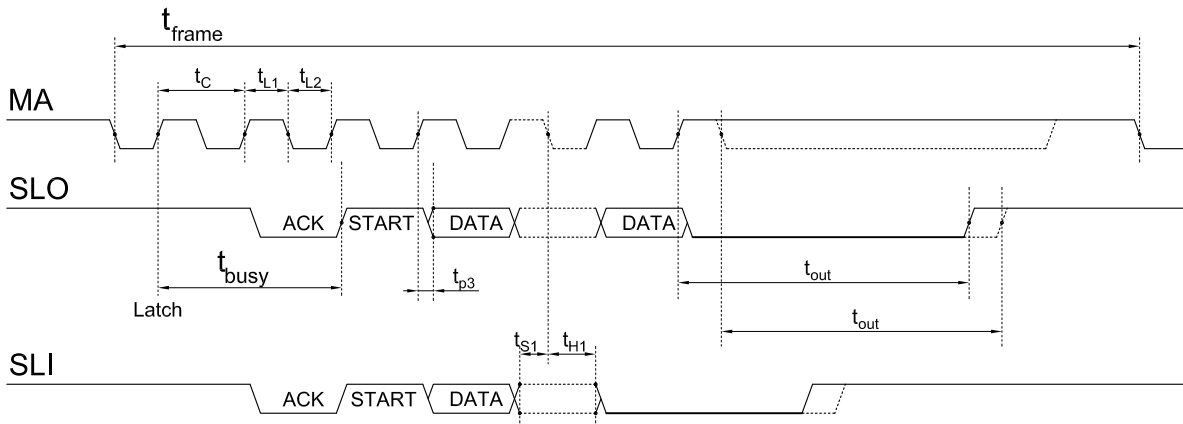 t_frame
t_C t_L1 t_L2
MA
SLO
ACK START DATA DATA
t_busy
t_p3
t_out
Latch
t_out
t_S1 t_H1
SLI
ACK START DATA